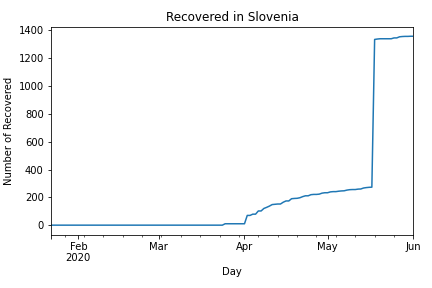 Recovered in Slovenia
Number of Recovered
1400
1200
1000
800
600
400
200
0
Feb
2020
Mar
Apr
May
Jun
Day